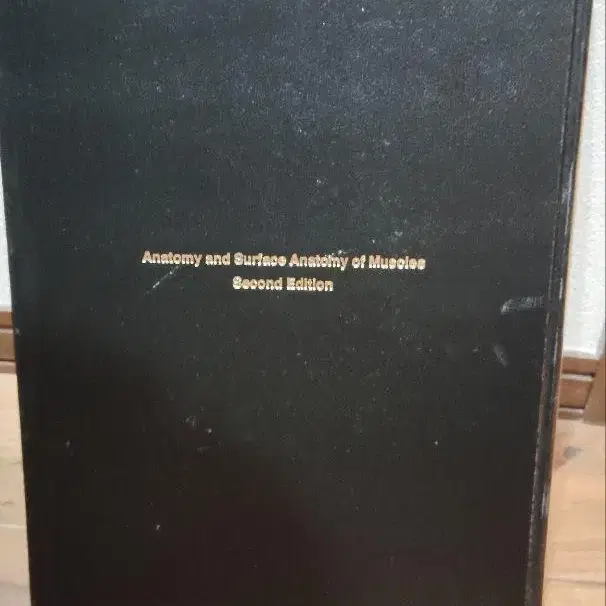 Anatomy and Surface Anatomy of Muscles
Second Edition